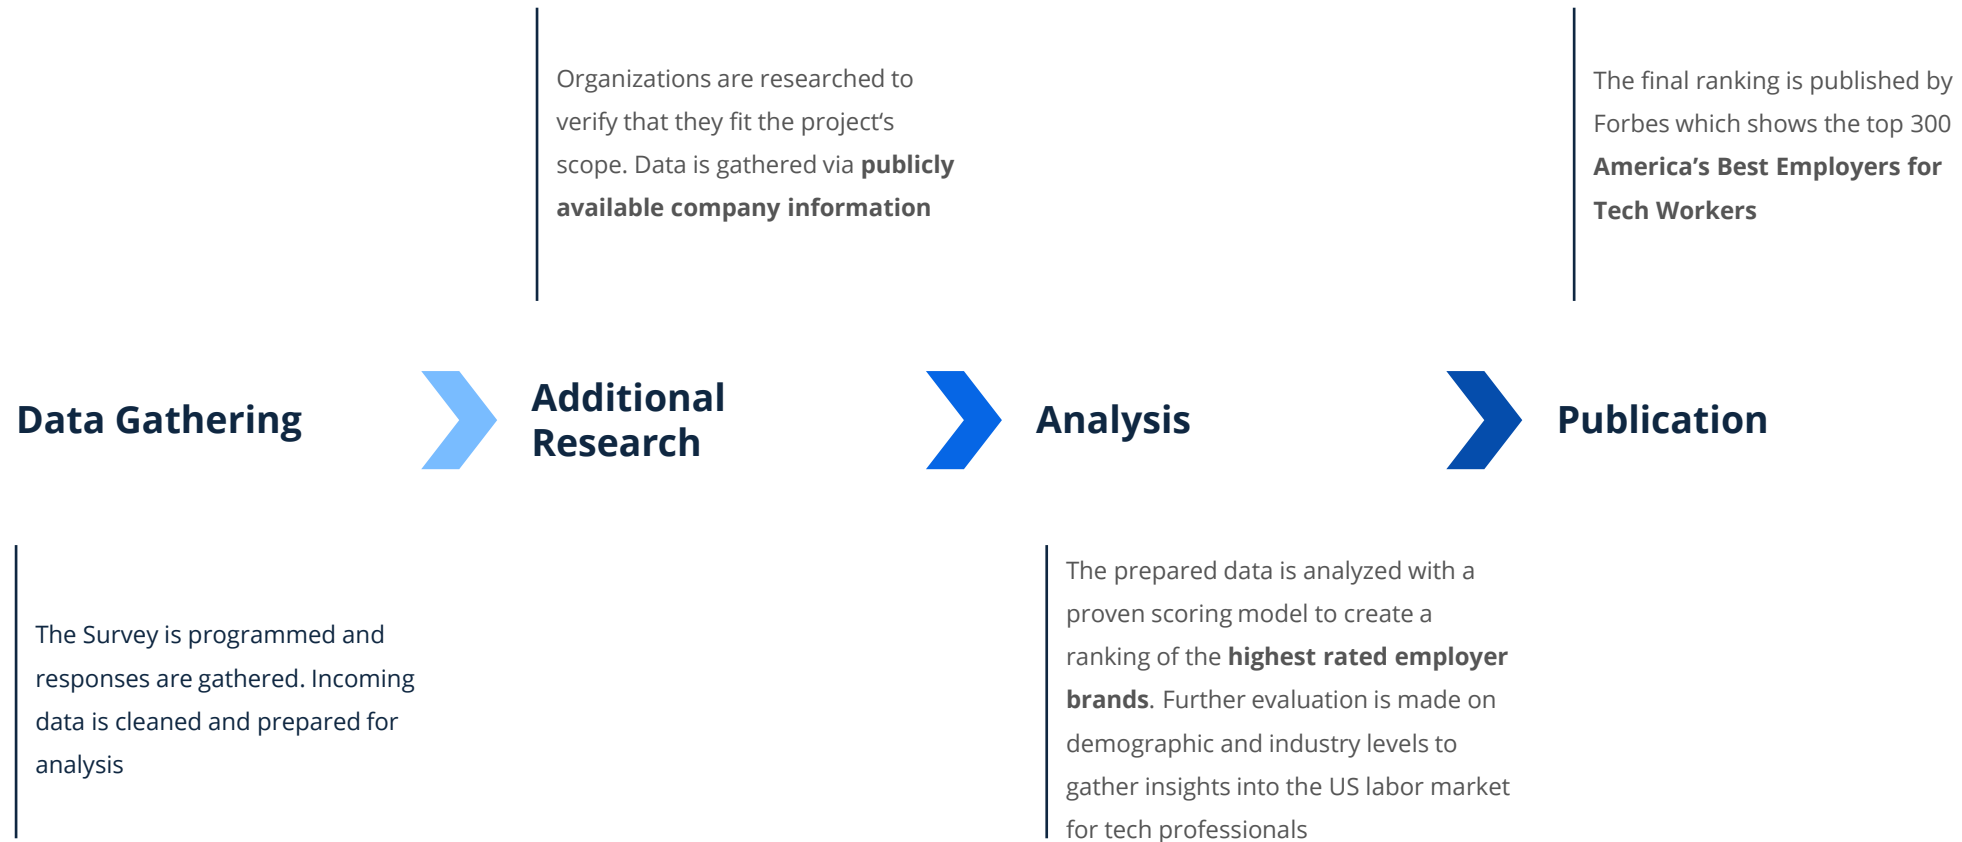 Organizations are researched to
verify that they fit the project‘s
scope. Data is gathered via publicly
available company information
The final ranking is published by
Forbes which shows the top 300
America’s Best Employers for
Tech Workers
Data Gathering
Additional
Research
Analysis
Publication
The Survey is programmed and
responses are gathered. Incoming
data is cleaned and prepared for
analysis
The prepared data is analyzed with a
proven scoring model to create a
ranking of the highest rated employer
brands. Further evaluation is made on
demographic and industry levels to
gather insights into the US labor market
for tech professionals